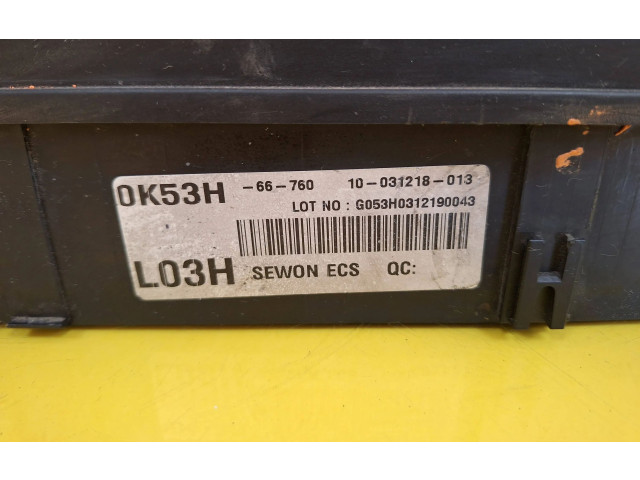 0K53H -66-760 10-031218-013
LOT NO : G053H0312190043
L03H SEWON ECS QC: